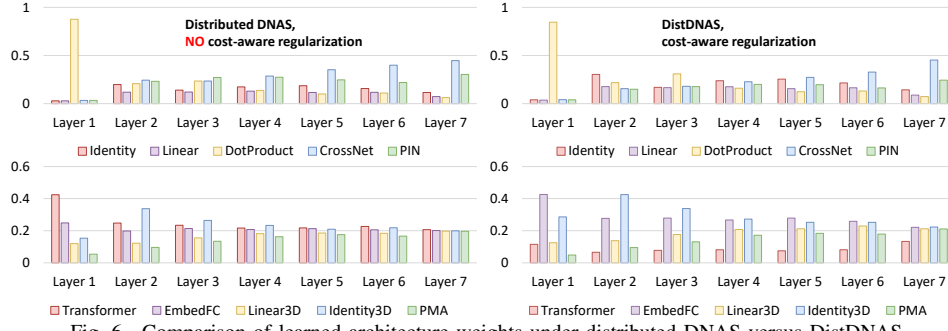 1
0.5
0
Distributed DNAS,
NO cost-aware regularization
Layer 1 Layer 2 Layer 3 Layer 4 Layer 5 Layer 6 Layer 7
Identity Linear DotProduct CrossNet PIN
1
0.5
0
DistDNAS,
cost-aware regularization
Layer 1 Layer 2 Layer 3 Layer 4 Layer 5 Layer 6 Layer 7
Identity Linear DotProduct CrossNet PIN
0.6
0.4
0.2
0
Layer 1 Layer 2 Layer 3 Layer 4 Layer 5 Layer 6 Layer 7
Transformer EmbedFC Linear3D Identity3D PMA
0.6
0.4
0.2
0
Layer 1 Layer 2 Layer 3 Layer 4 Layer 5 Layer 6 Layer 7
Transformer EmbedFC Linear3D Identity3D PMA
Fig. 6. Comparison of learned architecture weights under distributed DNAS versus DistDNAS